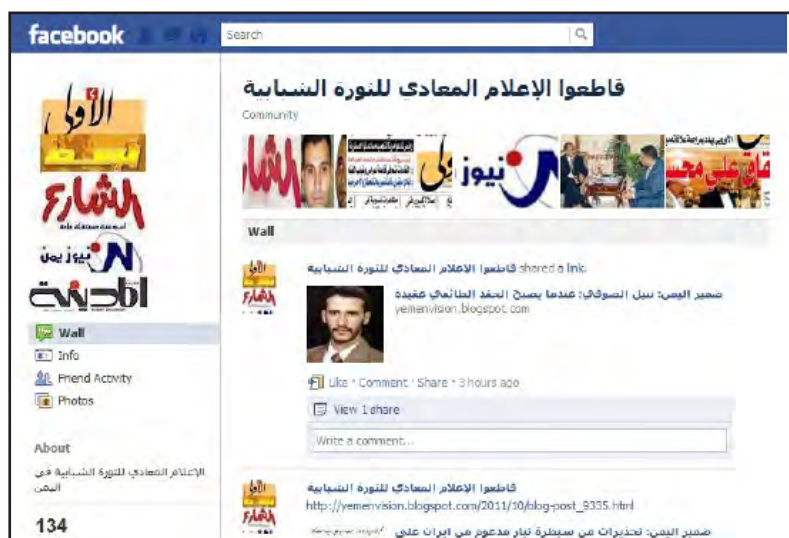 facebook
Search
الأولى
الشارع
نيوز يمن
المدينة
قاطعوا الإعلام المعادي للثورة الشبابية
Community
الشارع
نيوز
Wall
قاطعوا الإعلام المعادي للثورة الشبابية shared a link.
ضمير اليمن: نبيل الصوفي: عندما يصبح الحقد الطائفي عقيدة
yemenvision.blogspot.com
Like · Comment · Share · 3 hours ago
View 1 share
Write a comment...
Wall
Info
Friend Activity
Photos
About
الإعلام المعادي للثورة الشبابية في
اليمن
134
قاطعوا الإعلام المعادي للثورة الشبابية
http://yemenvision.blogspot.com/2011/10/blog-post_9335.html
ضمير اليمن: تحذيرات من سيطرة تيار مدعوم من ايران على